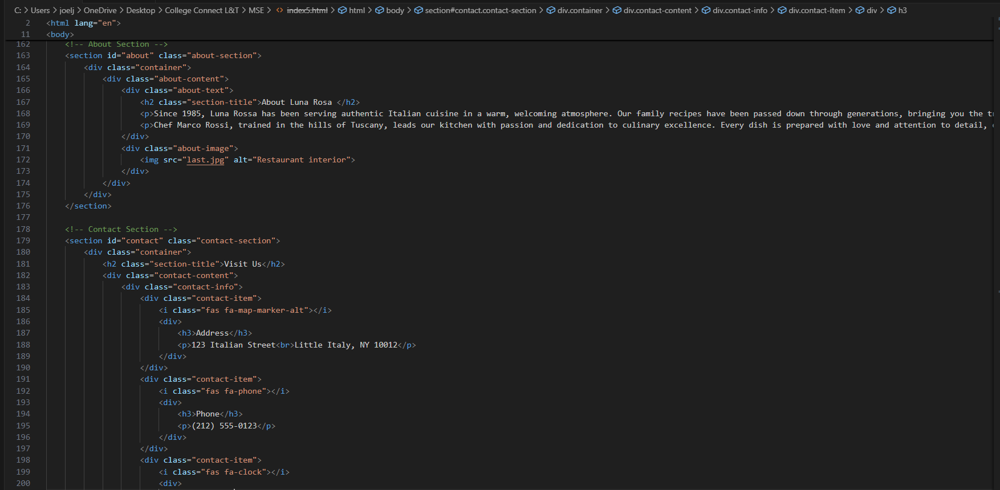 C: > Users > joelj > OneDrive > Desktop > College Connect L&T > MSE > <> index5.html > html > body > section#contact.contact-section > div.container > div.contact-content > div.contact-info > div.contact-item > div > h3
2 <html lang="en">
11 <body>
162 <!-- About Section -->
163 <section id="about" class="about-section">
164 <div class="container">
165 <div class="about-content">
166 <div class="about-text">
167 <h2 class="section-title">About Luna Rosa </h2>
168 <p>Since 1985, Luna Rossa has been serving authentic Italian cuisine in a warm, welcoming atmosphere. Our family recipes have been passed down through generations, bringing you the
169 <p>Chef Marco Rossi, trained in the hills of Tuscany, leads our kitchen with passion and dedication to culinary excellence. Every dish is prepared with love and attention to detail,
170 </div>
171 <div class="about-image">
172 <img src="last.jpg" alt="Restaurant interior">
173 </div>
174 </div>
175 </div>
176 </section>
177
178 <!-- Contact Section -->
179 <section id="contact" class="contact-section">
180 <div class="container">
181 <h2 class="section-title">Visit Us</h2>
182 <div class="contact-content">
183 <div class="contact-info">
184 <div class="contact-item">
185 <i class="fas fa-map-marker-alt"></i>
186 <div>
187 <h3>Address</h3>
188 <p>123 Italian Street<br>Little Italy, NY 10012</p>
189 </div>
190 </div>
191 <div class="contact-item">
192 <i class="fas fa-phone"></i>
193 <div>
194 <h3>Phone</h3>
195 <p>(212) 555-0123</p>
196 </div>
197 </div>
198 <div class="contact-item">
199 <i class="fas fa-clock"></i>
200 <div>